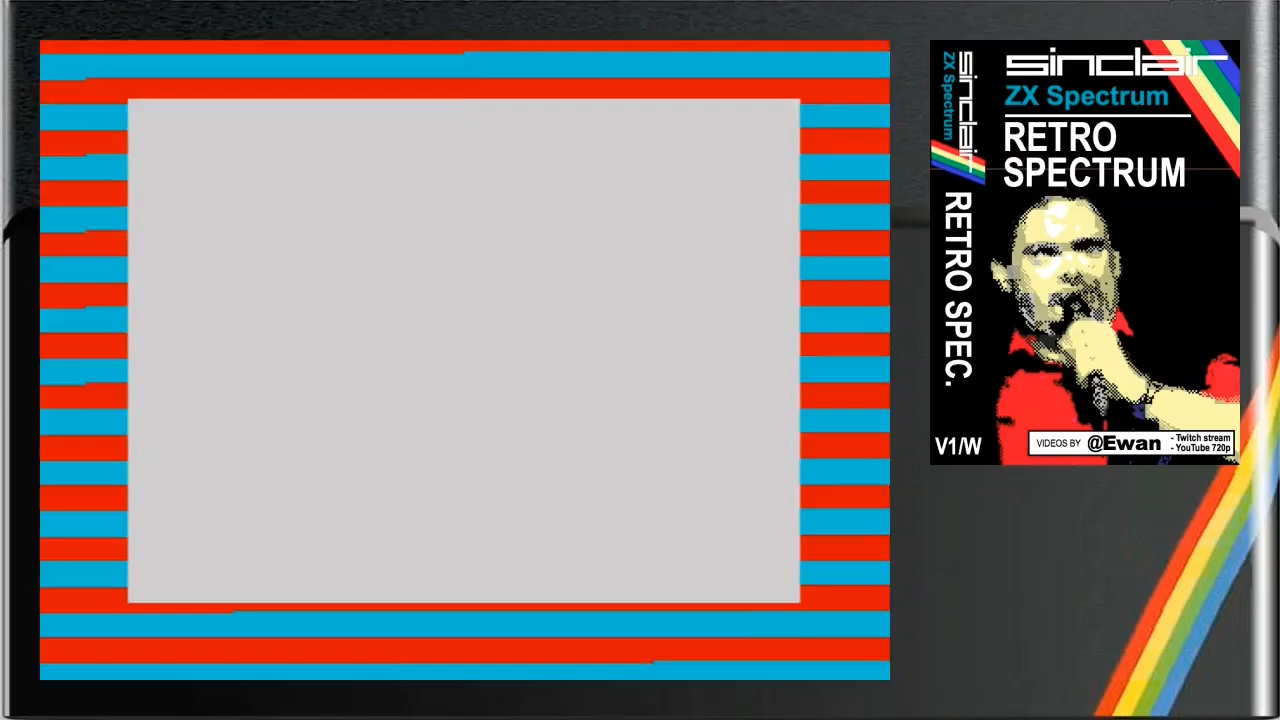 sinclair
ZX Spectrum
RETRO SPEC.
V1/W
sinclair
ZX Spectrum
RETRO
SPECTRUM
VIDEOS BY @Ewan - Twitch stream
- YouTube 720p